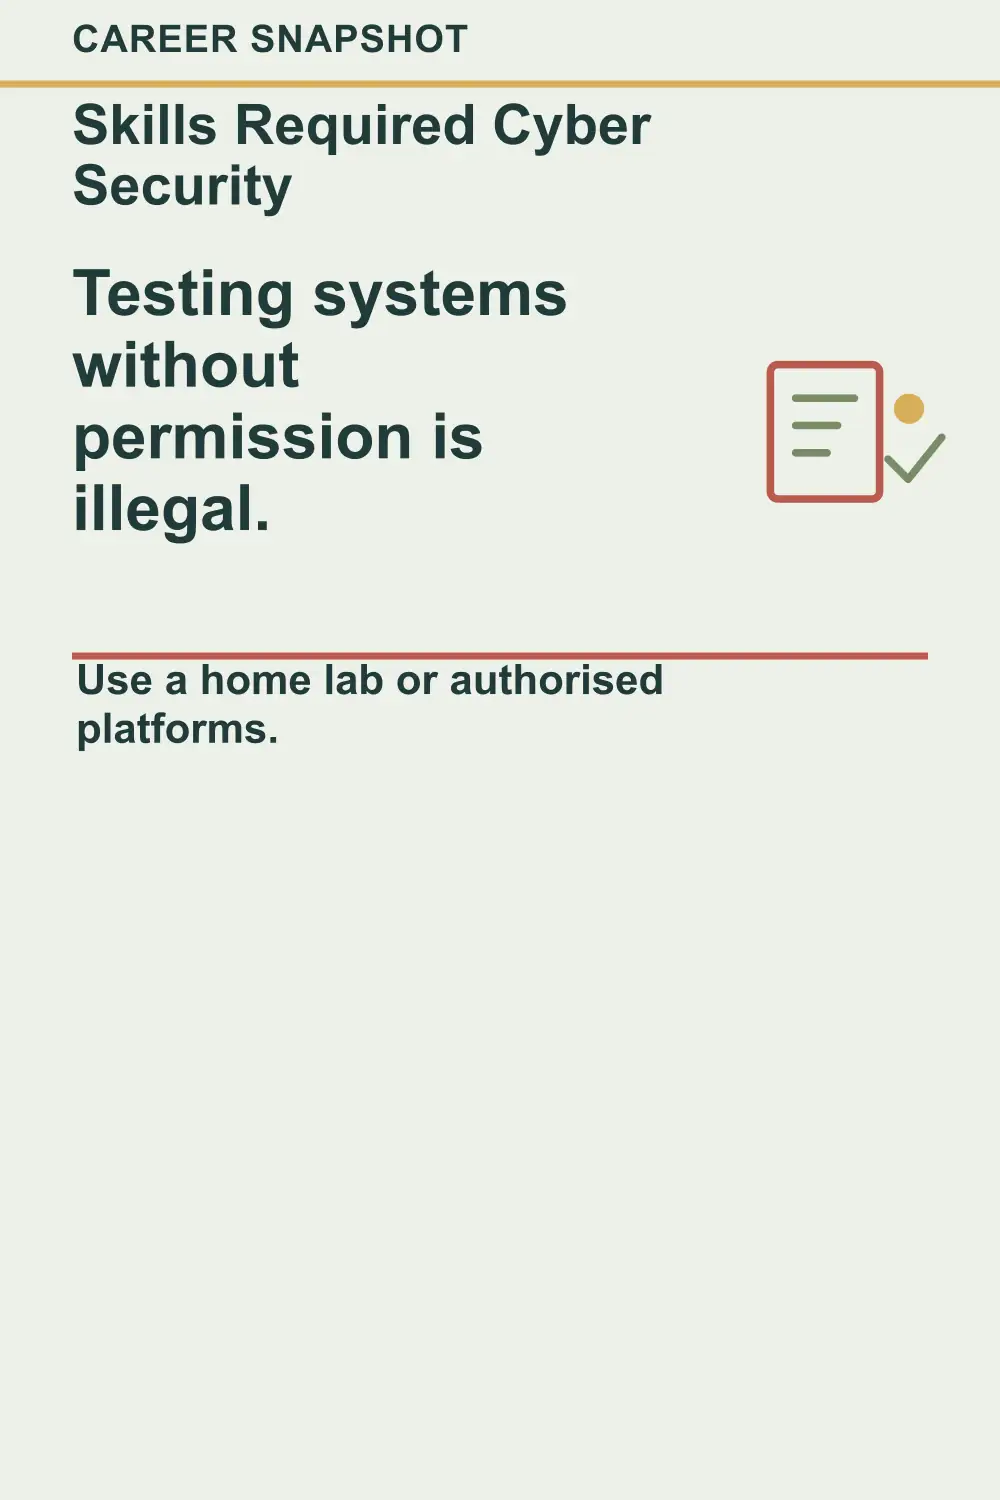 CAREER SNAPSHOT
Skills Required Cyber
Security
Testing systems
without
permission is
illegal.
Use a home lab or authorised
platforms.